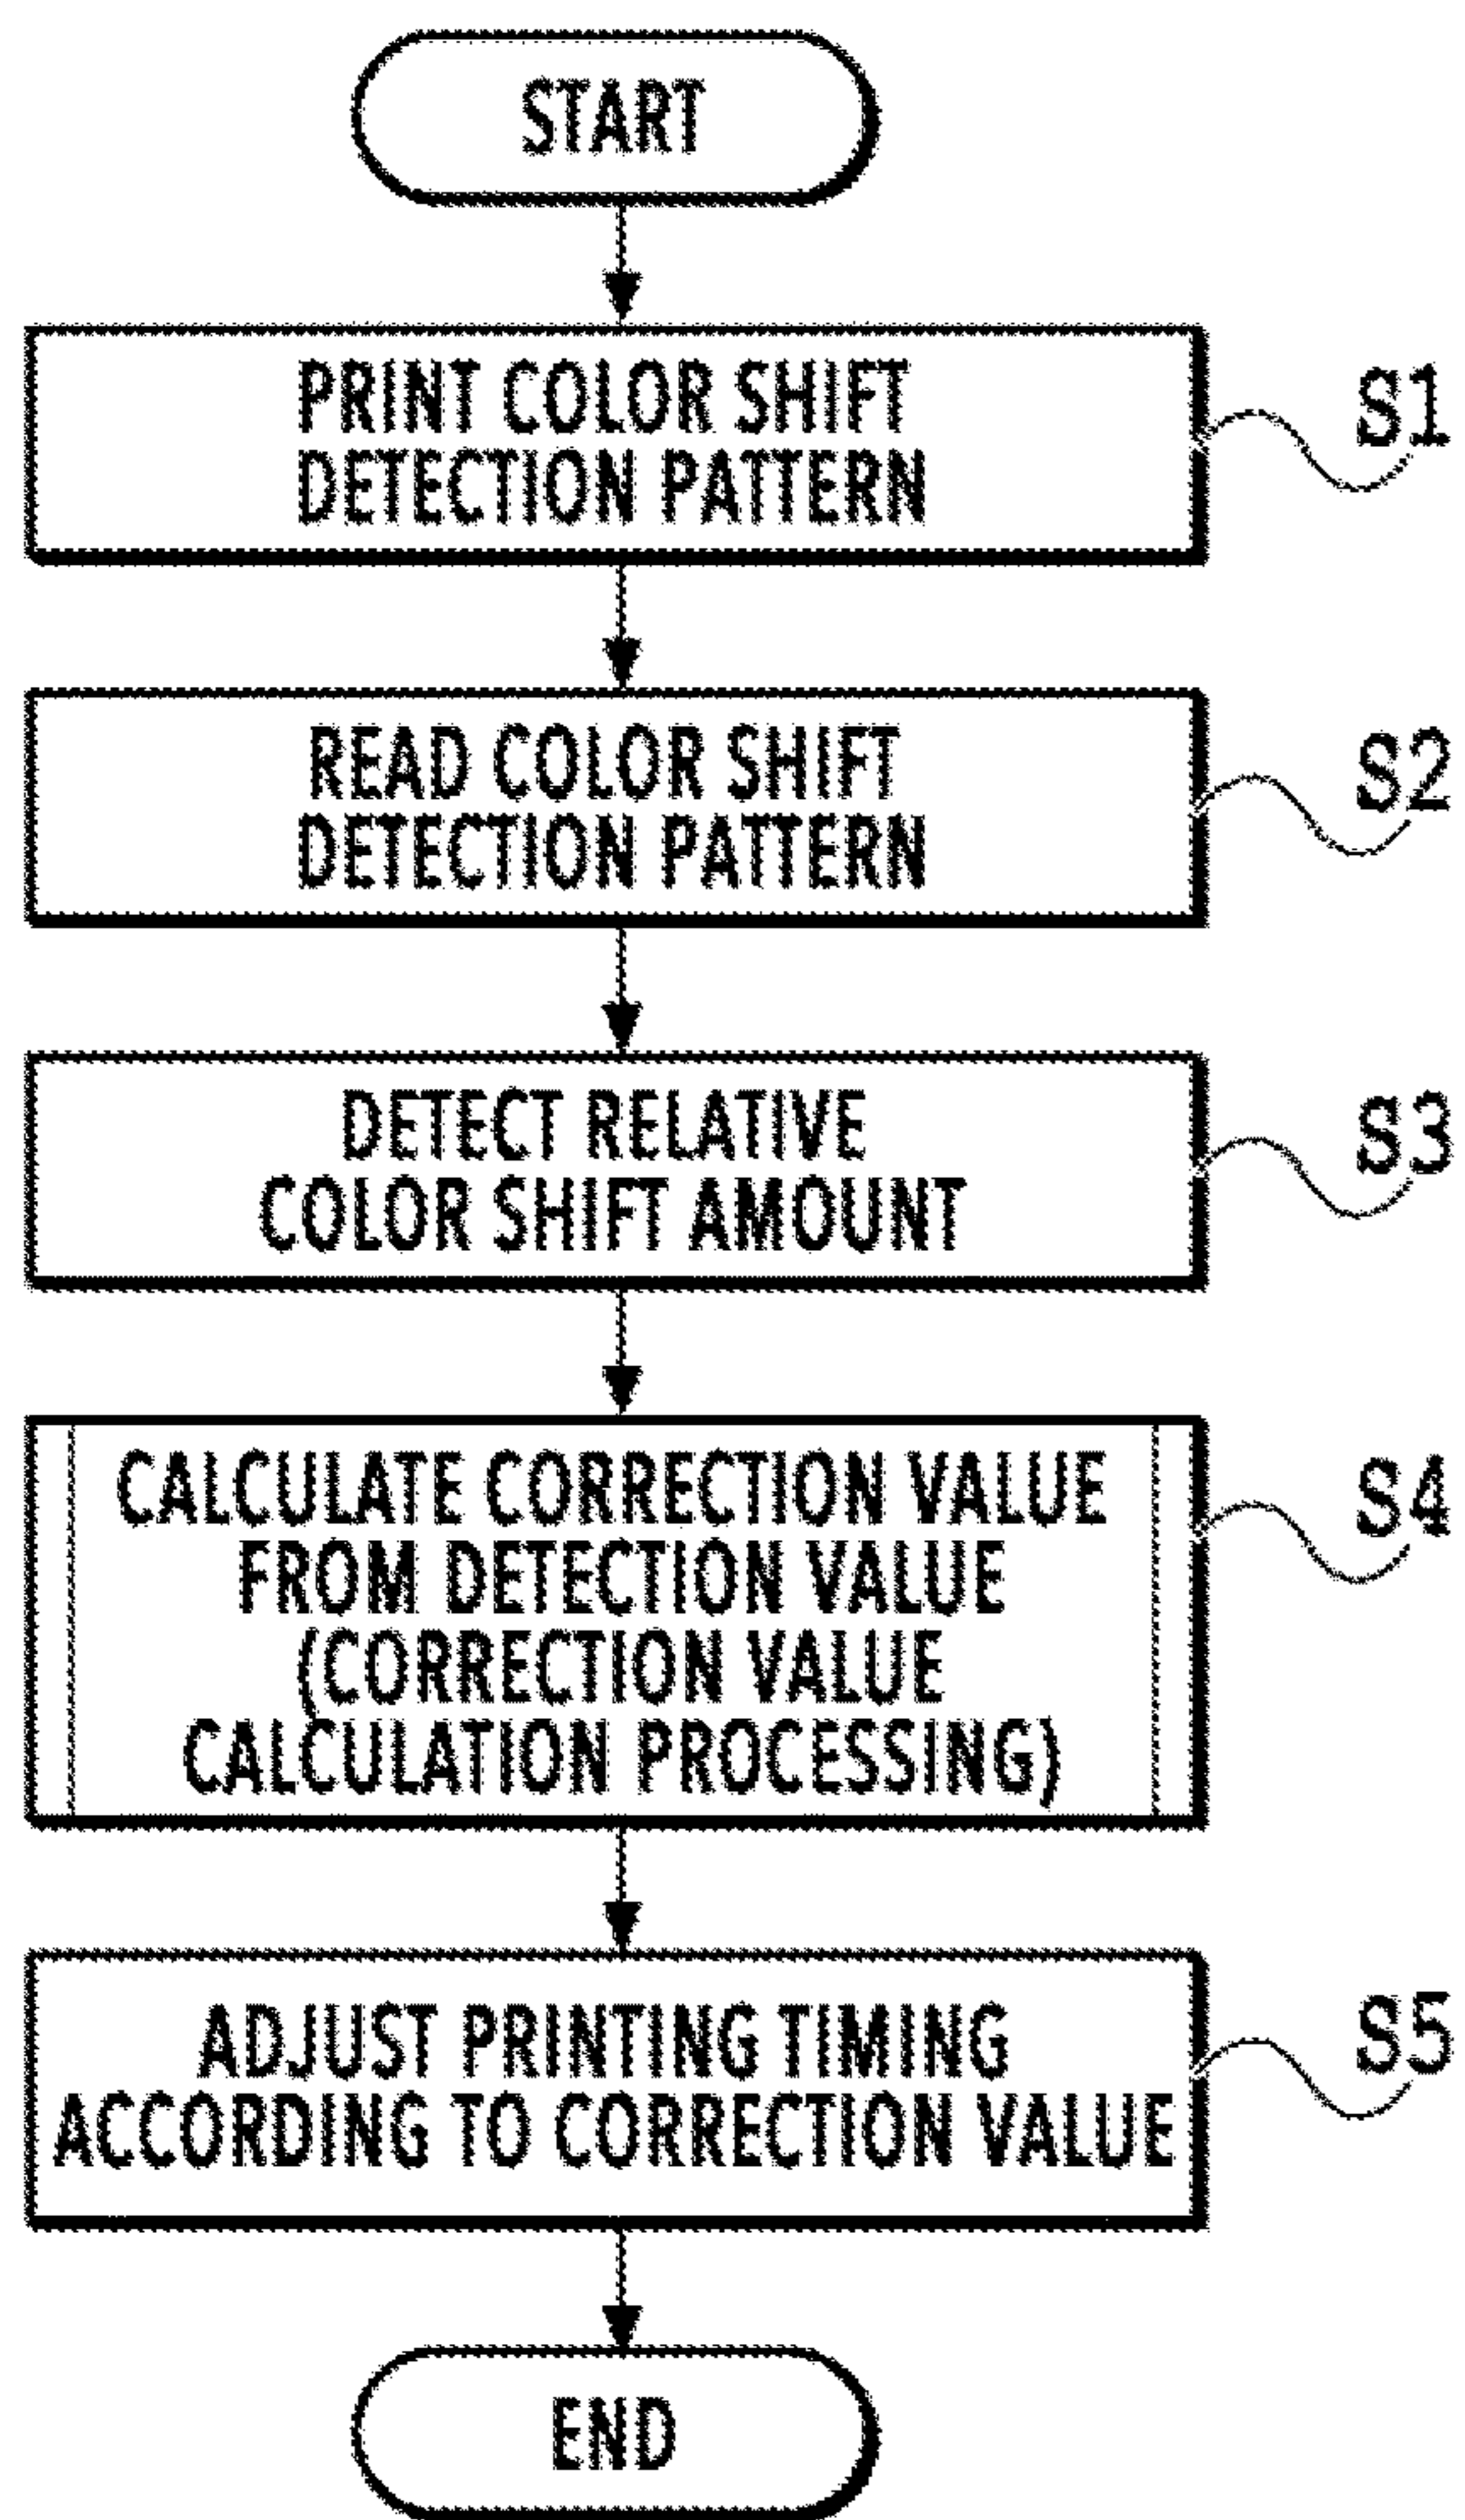 START
PRINT COLOR SHIFT
DETECTION PATTERN
S1
READ COLOR SHIFT
DETECTION PATTERN
S2
DETECT RELATIVE
COLOR SHIFT AMOUNT
S3
CALCULATE CORRECTION VALUE
FROM DETECTION VALUE
(CORRECTION VALUE
CALCULATION PROCESSING)
S4
ADJUST PRINTING TIMING
ACCORDING TO CORRECTION VALUE
S5
END